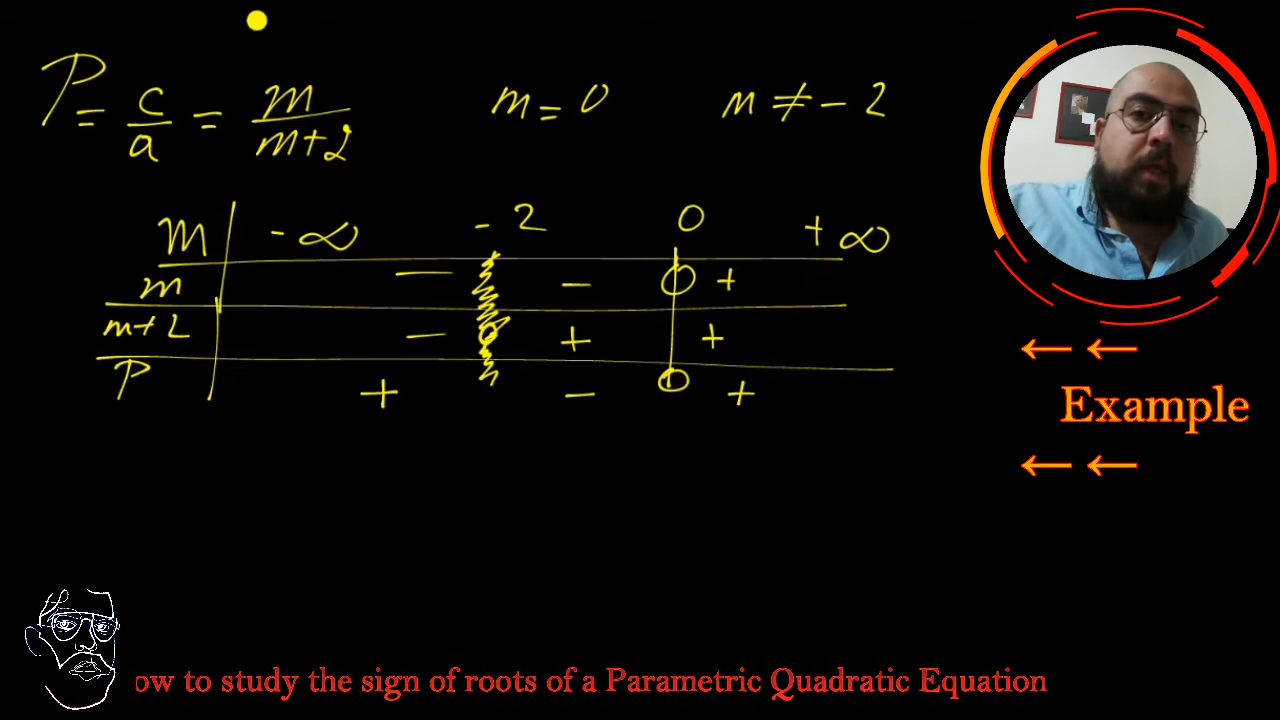 P = c/a = m/m+2 m = 0 m ≠ - 2
m - ∞ - 2 0 + ∞
m — - 0 +
m+2 — 0 + +
P + - 0 +
← ←
Example
← ←
ow to study the sign of roots of a Parametric Quadratic Equation